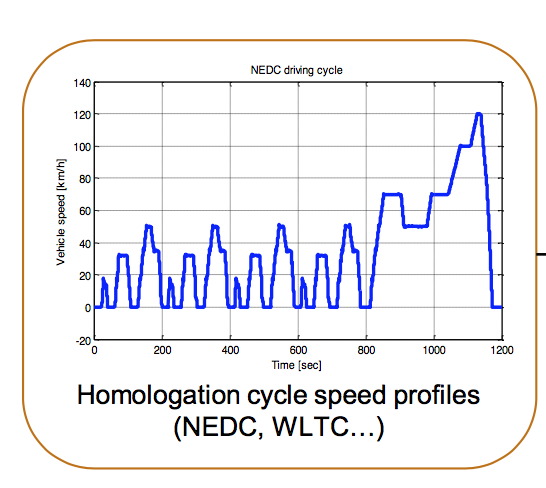 NEDC driving cycle
140
120
100
80
60
40
20
0
-20
Vehicle speed [km/h]
0 200 400 600 800 1000 1200
Time [sec]
Homologation cycle speed profiles
(NEDC, WLTC...)